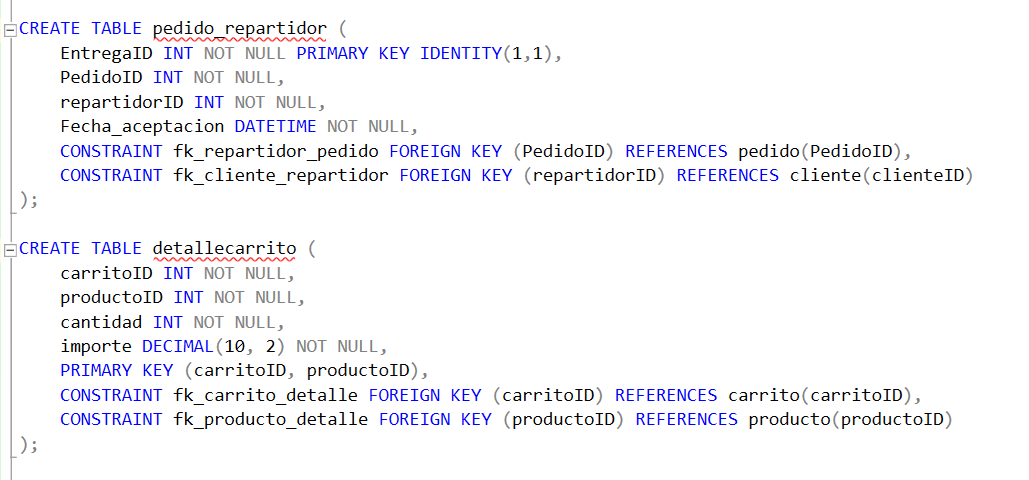 CREATE TABLE pedido_repartidor (
    EntregaID INT NOT NULL PRIMARY KEY IDENTITY(1,1),
    PedidoID INT NOT NULL,
    repartidorID INT NOT NULL,
    Fecha_aceptacion DATETIME NOT NULL,
    CONSTRAINT fk_repartidor_pedido FOREIGN KEY (PedidoID) REFERENCES pedido(PedidoID),
    CONSTRAINT fk_cliente_repartidor FOREIGN KEY (repartidorID) REFERENCES cliente(clienteID)
);
CREATE TABLE detallecarrito (
    carritoID INT NOT NULL,
    productoID INT NOT NULL,
    cantidad INT NOT NULL,
    importe DECIMAL(10, 2) NOT NULL,
    PRIMARY KEY (carritoID, productoID),
    CONSTRAINT fk_carrito_detalle FOREIGN KEY (carritoID) REFERENCES carrito(carritoID),
    CONSTRAINT fk_producto_detalle FOREIGN KEY (productoID) REFERENCES producto(productoID)
);